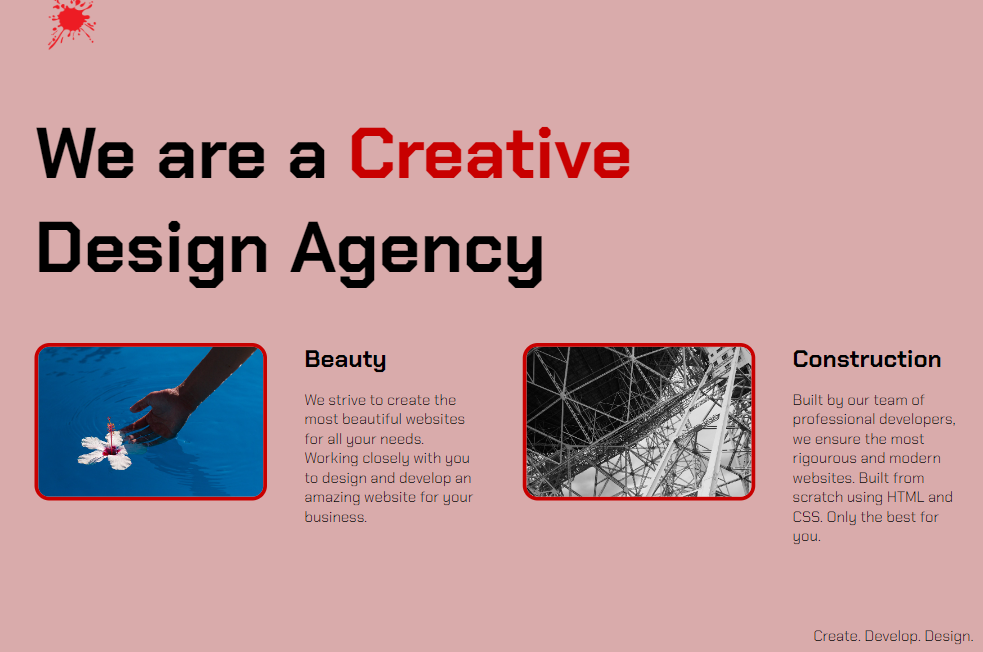 We are a Creative
Design Agency
Beauty
We strive to create the
most beautiful websites
for all your needs.
Working closely with you
to design and develop an
amazing website for your
business.
Construction
Built by our team of
professional developers,
we ensure the most
rigourous and modern
websites. Built from
scratch using HTML and
CSS. Only the best for
you.
Create. Develop. Design.